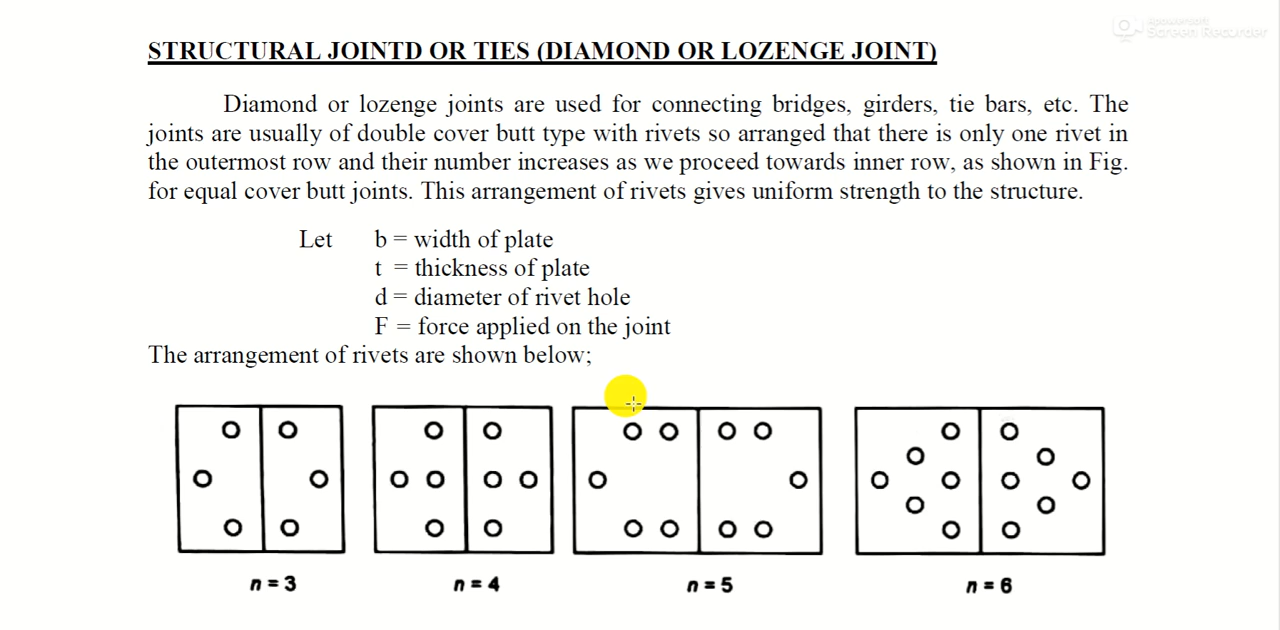 Apowersoft
Screen Recorder
STRUCTURAL JOINTD OR TIES (DIAMOND OR LOZENGE JOINT)
Diamond or lozenge joints are used for connecting bridges, girders, tie bars, etc. The
joints are usually of double cover butt type with rivets so arranged that there is only one rivet in
the outermost row and their number increases as we proceed towards inner row, as shown in Fig.
for equal cover butt joints. This arrangement of rivets gives uniform strength to the structure.
Let b = width of plate
t = thickness of plate
d = diameter of rivet hole
F = force applied on the joint
The arrangement of rivets are shown below;
n = 3 n = 4 n = 5 n = 6